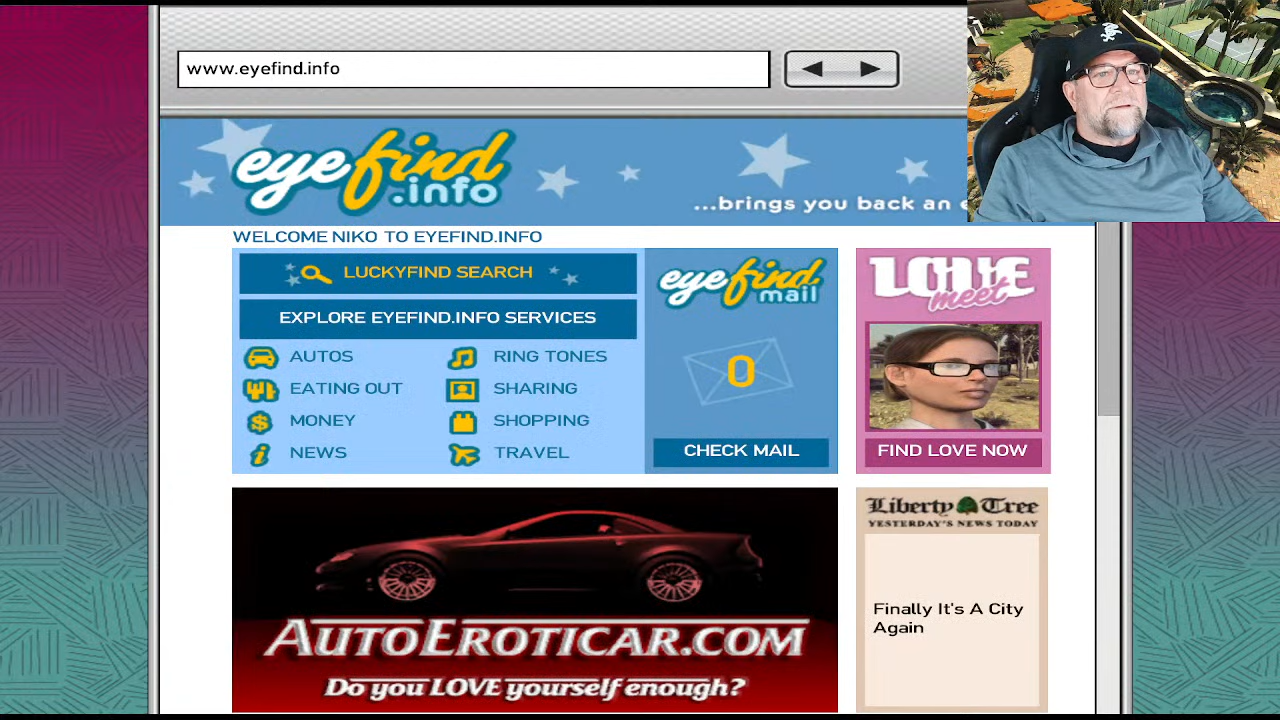 www.eyefind.info
eyefind
.info
...brings you back an e
WELCOME NIKO TO EYEFIND.INFO
LUCKYFIND SEARCH
EXPLORE EYEFIND.INFO SERVICES
AUTOS
RING TONES
EATING OUT
SHARING
MONEY
SHOPPING
NEWS
TRAVEL
eyefind
mail
0
CHECK MAIL
LOVE
meet
FIND LOVE NOW
AUTOEROTICAR.COM
Do you LOVE yourself enough?
Liberty Tree
YESTERDAY'S NEWS TODAY
Finally It's A City
Again